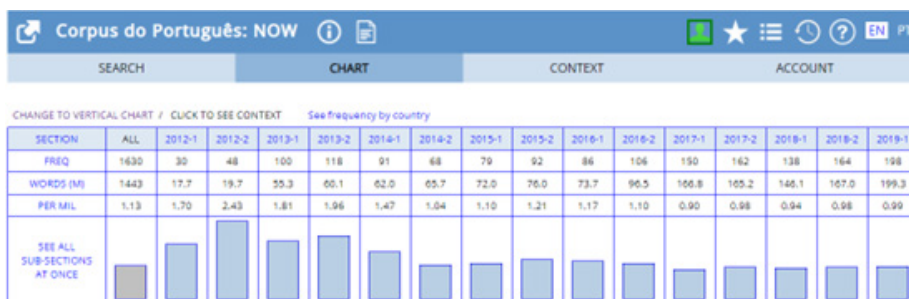 Corpus do Português: NOW
EN PT
SEARCH CHART CONTEXT ACCOUNT
CHANGE TO VERTICAL CHART / CLICK TO SEE CONTEXT See frequency by country
SECTION ALL 2012-1 2012-2 2013-1 2013-2 2014-1 2014-2 2015-1 2015-2 2016-1 2016-2 2017-1 2017-2 2018-1 2018-2 2019-1
FREQ 1630 30 48 100 118 91 68 79 92 86 106 150 162 138 164 198
WORDS (M) 1443 17.7 19.7 55.3 60.1 62.0 65.7 72.0 76.0 73.7 96.5 166.8 165.2 146.1 167.0 199.3
PER MIL 1.13 1.70 2.43 1.81 1.96 1.47 1.04 1.10 1.21 1.17 1.10 0.90 0.98 0.94 0.98 0.99
SEE ALL
SUB-SECTIONS
AT ONCE